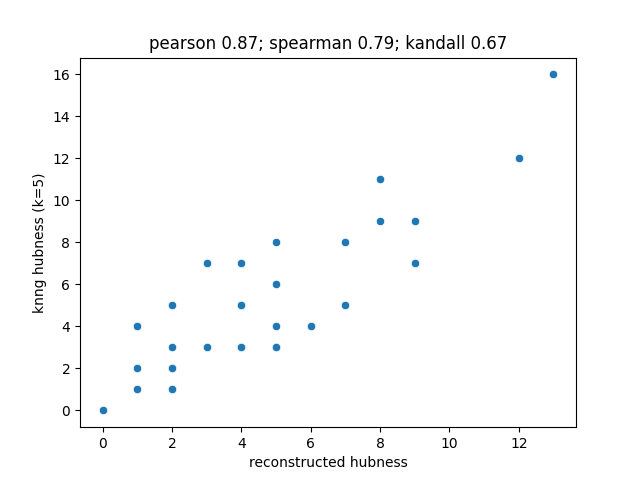 pearson 0.87; spearman 0.79; kandall 0.67
16
14
12
10
8
6
4
2
0
knng hubness (k=5)
0 2 4 6 8 10 12
reconstructed hubness